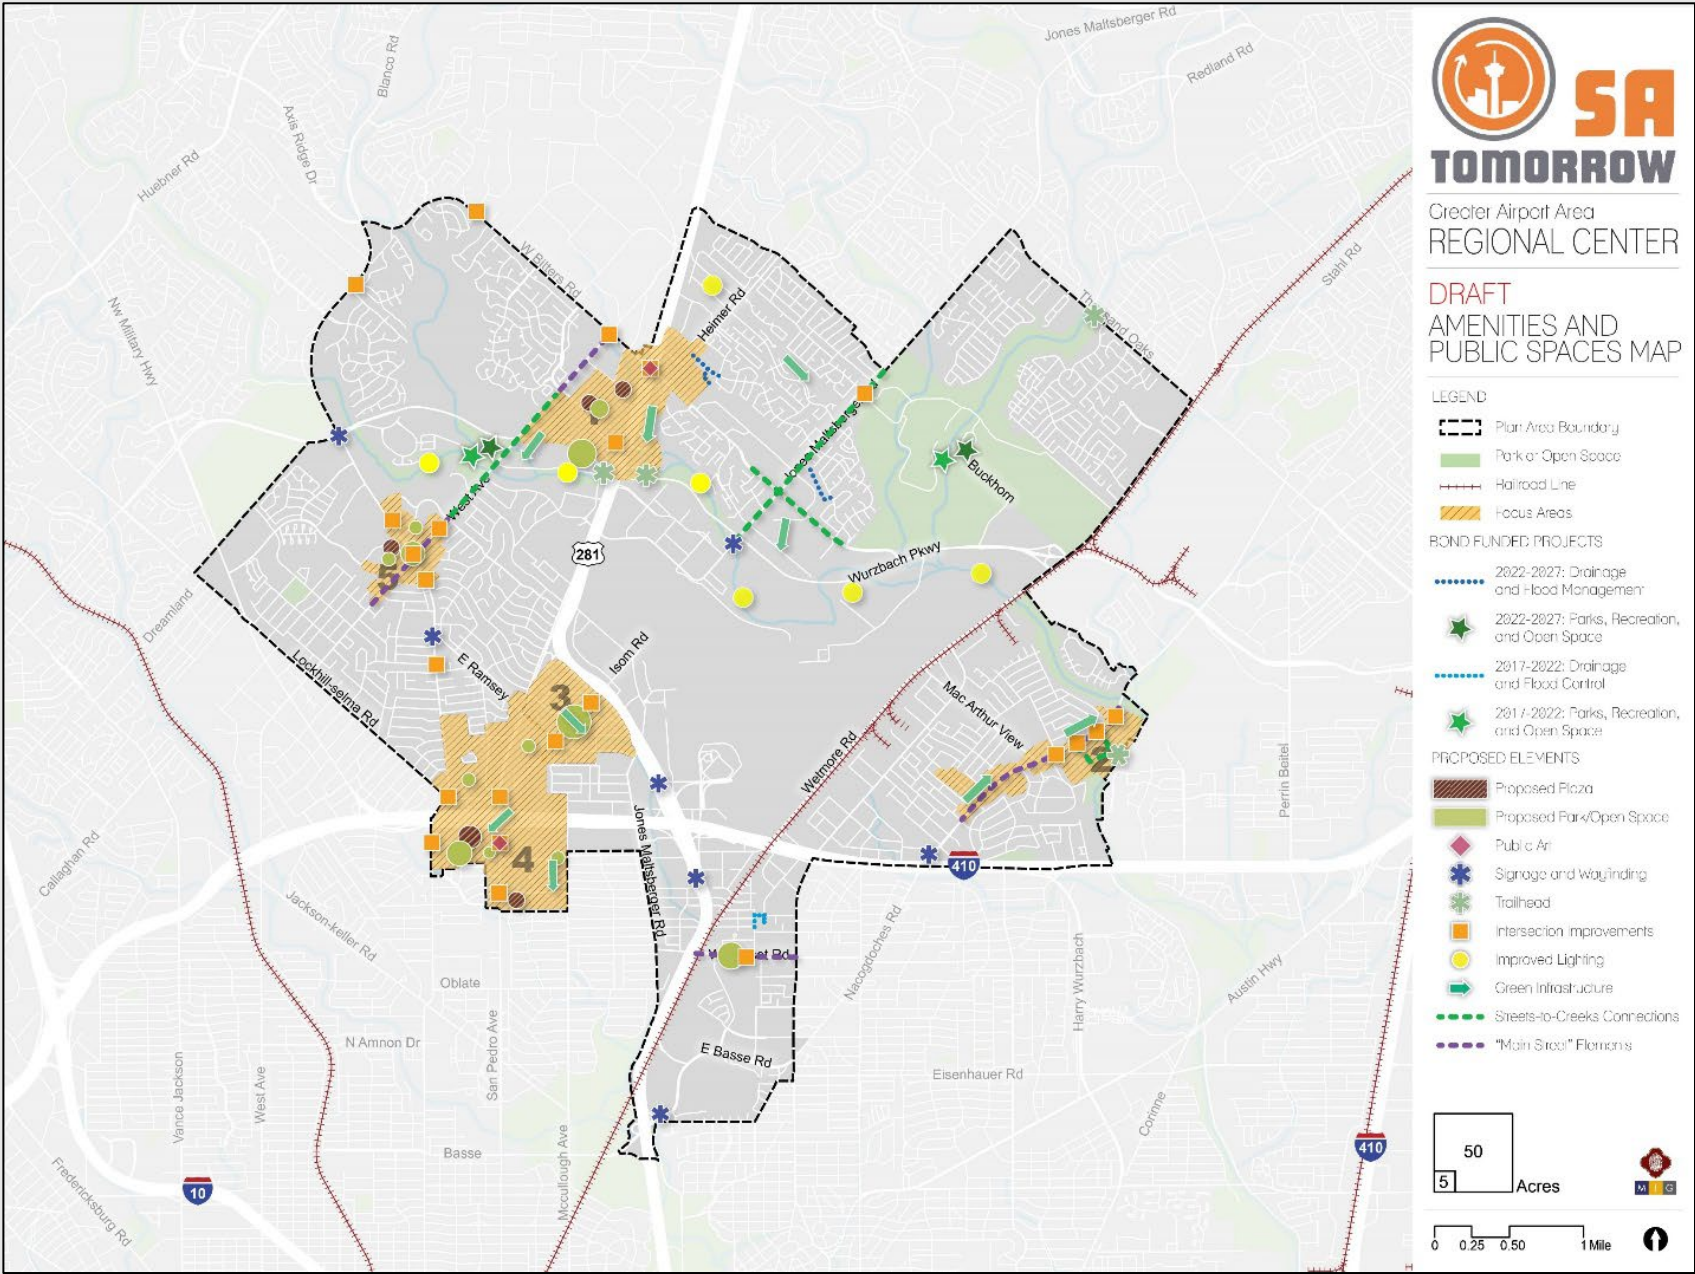 Jones Maltsberger Rd
Redland Rd
Blanco Rd
Axis Ridge Dr
Huebner Rd
W Bitters Rd
Stahl Rd
Nw Military Hwy
Heimer Rd
Thousand Oaks
West Ave
Buckhorn
281
Wurzbach Pkwy
5
Dreamland
Lockhill-selma Rd
E Ramsey
Isom Rd
3
Mac Arthur View
Wetmore Rd
2
Perrin Beitel
Jones Maltsberger Rd
4
410
Callaghan Rd
Jackson-keller Rd
Nacogdoches Rd
Harry Wurzbach
Austin Hwy
Oblate
N Amnon Dr
San Pedro Ave
E Basse Rd
Eisenhauer Rd
Vance Jackson
West Ave
Basse
Mccullough Ave
Corinne
410
10
Fredericksburg Rd
SA
TOMORROW
Greater Airport Area
REGIONAL CENTER
DRAFT
AMENITIES AND
PUBLIC SPACES MAP
LEGEND
Plan Area Boundary
Park or Open Space
Railroad Line
Focus Areas
BOND FUNDED PROJECTS
2022-2027: Drainage
and Flood Management
2022-2027: Parks, Recreation,
and Open Space
2017-2022: Drainage
and Flood Control
2017-2022: Parks, Recreation,
and Open Space
PROPOSED ELEMENTS
Proposed Plaza
Proposed Park/Open Space
Public Art
Signage and Wayfinding
Trailhead
Intersection Improvements
Improved Lighting
Green Infrastructure
Streets-to-Creeks Connections
"Main Street" Elements
50
5
Acres
M I G
0 0.25 0.50 1 Mile